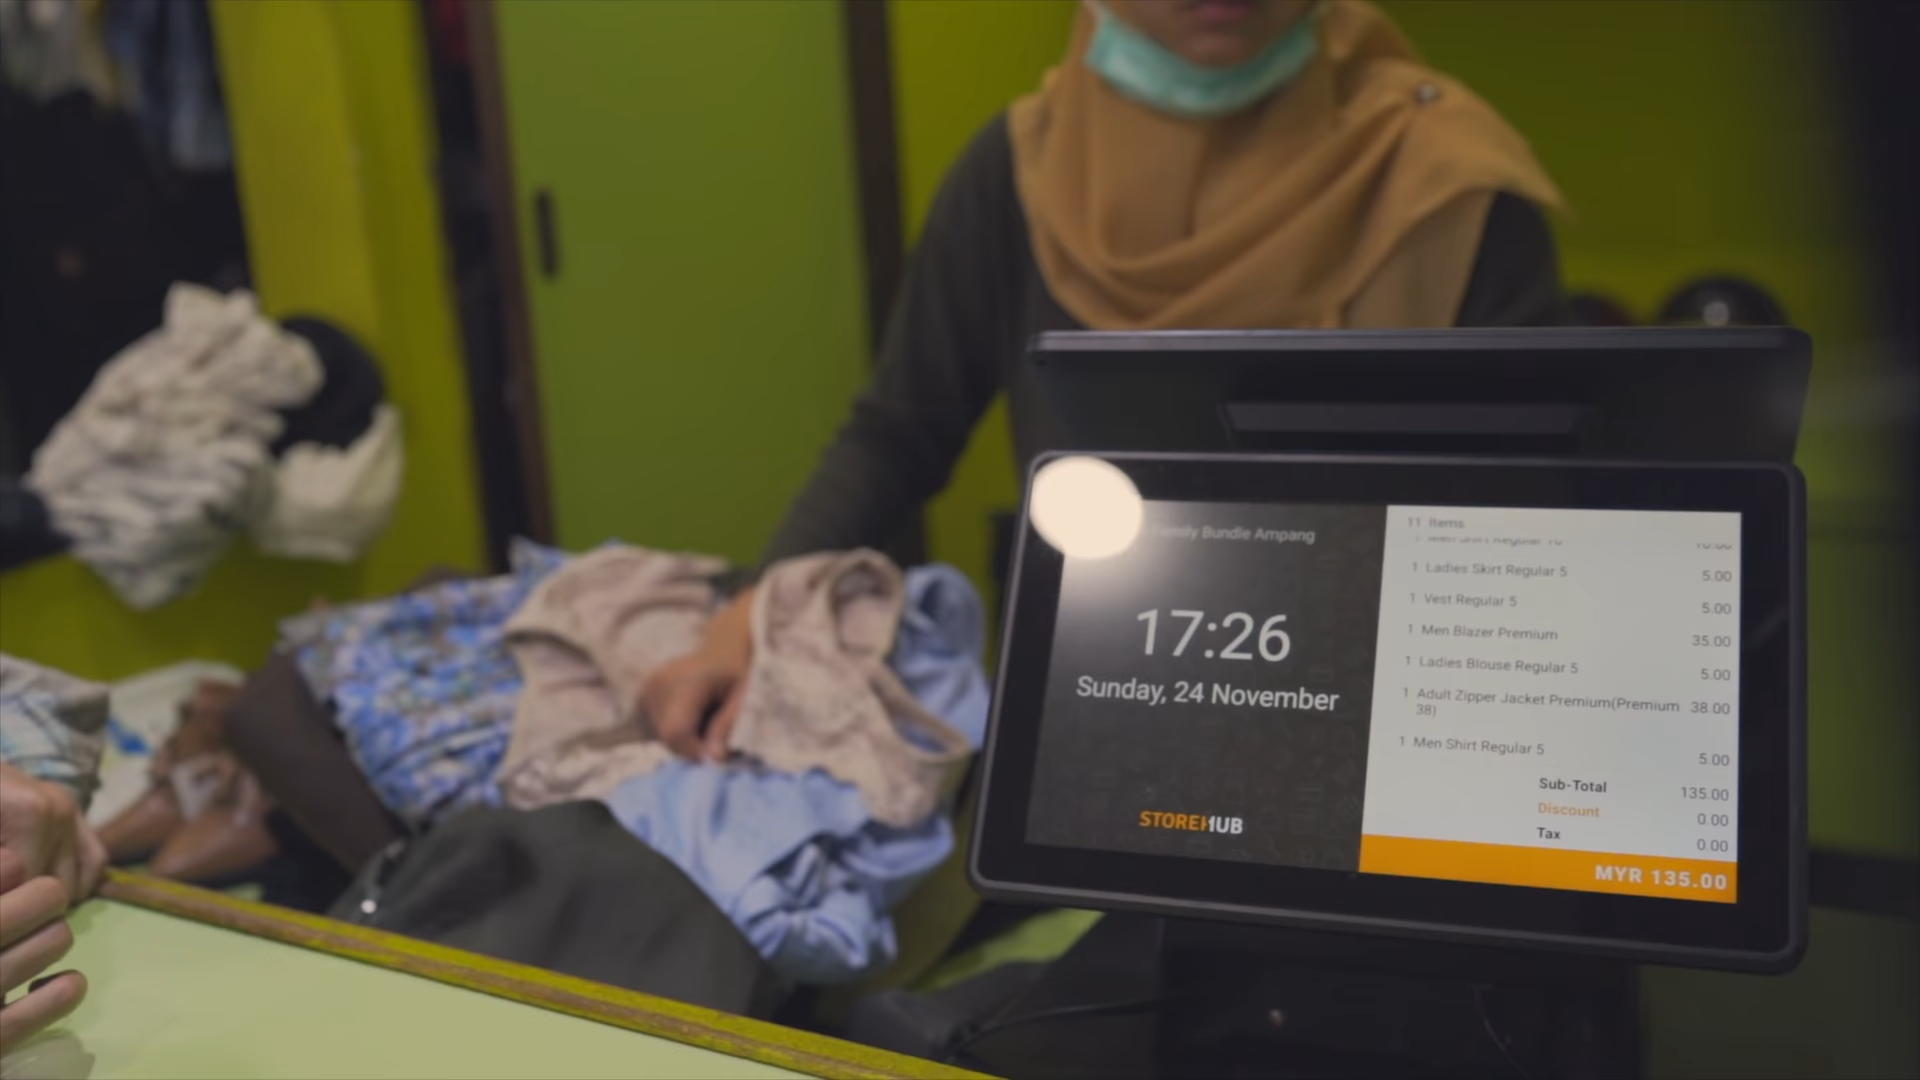 Bundle Ampang
17:26
Sunday, 24 November
STOREHUB
11 Items
1 Ladies Skirt Regular 5 5.00
1 Vest Regular 5 5.00
1 Men Blazer Premium 35.00
1 Ladies Blouse Regular 5 5.00
1 Adult Zipper Jacket Premium(Premium 38.00
38)
1 Men Shirt Regular 5 5.00
Sub-Total 135.00
Discount 0.00
Tax 0.00
MYR 135.00